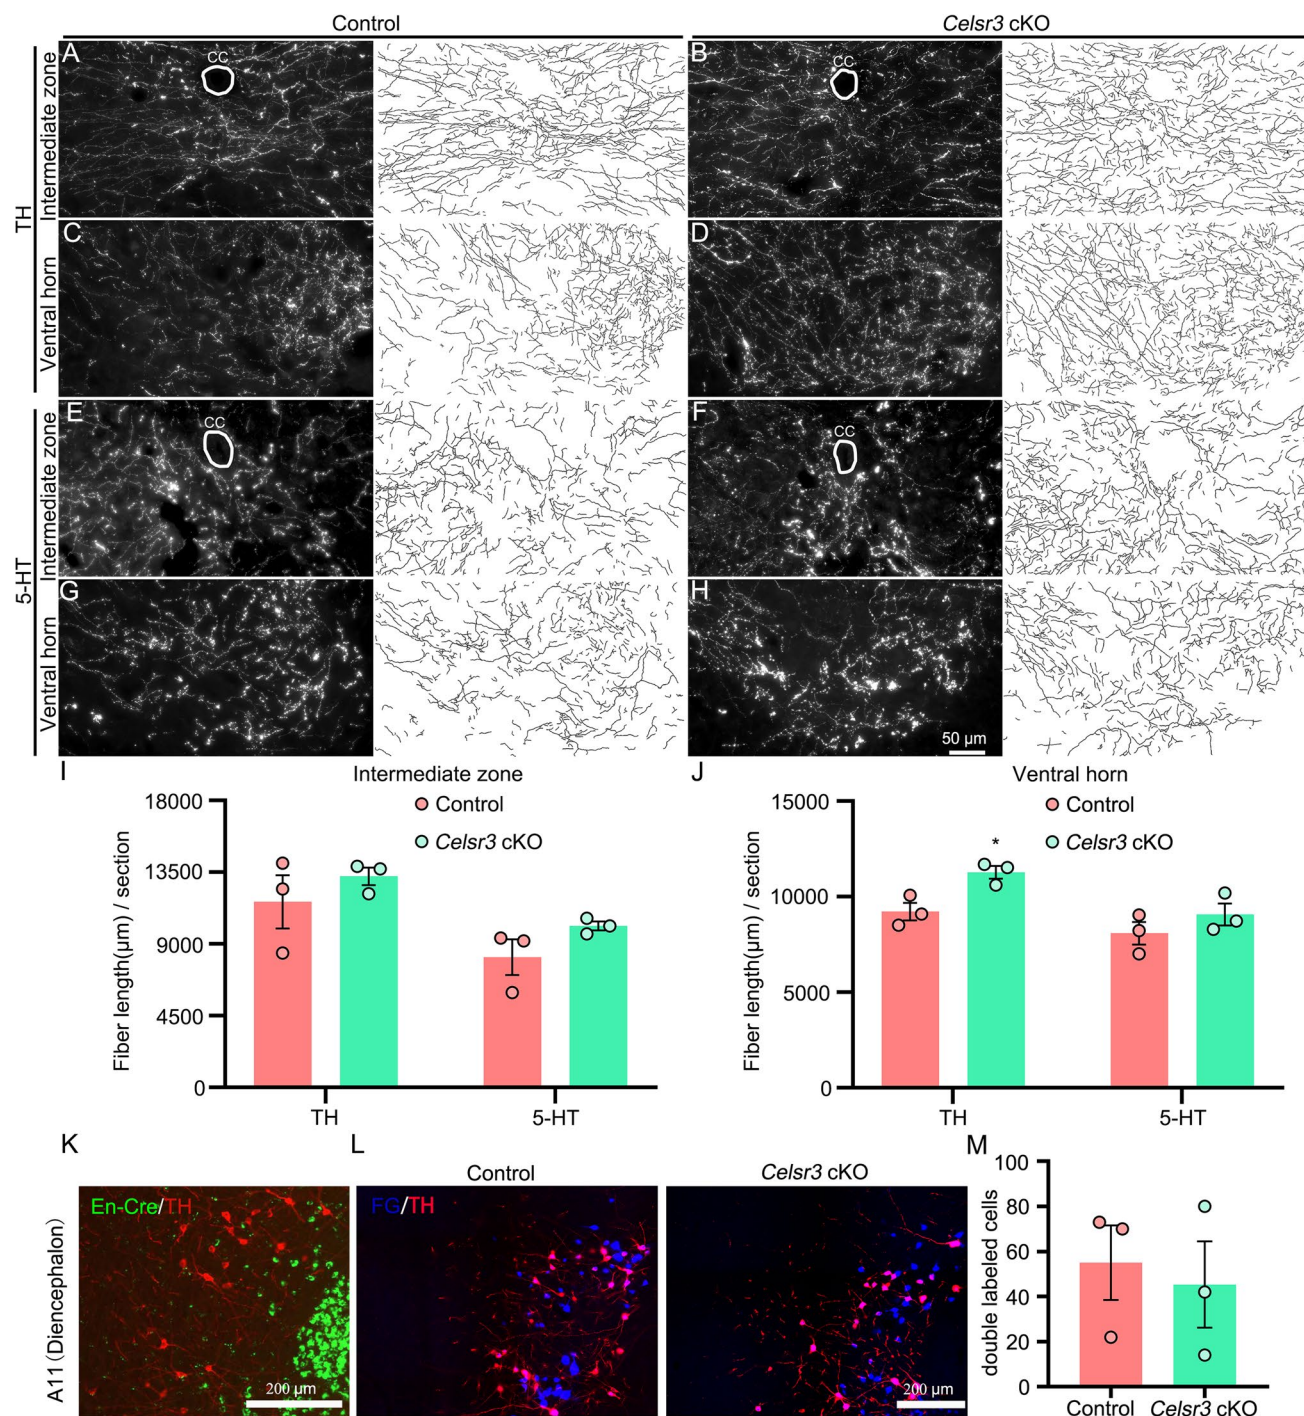 Control
Celsr3 cKO
TH
Intermediate zone
Ventral horn
A
CC
B
CC
C
D
5-HT
Intermediate zone
Ventral horn
E
CC
F
CC
G
H
50 μm
I
Intermediate zone
Control
Celsr3 cKO
Fiber length(μm) / section
18000
13500
9000
4500
0
TH
5-HT
J
Ventral horn
Control
Celsr3 cKO
Fiber length(μm) / section
15000
10000
5000
0
*
TH
5-HT
K
L
Control
Celsr3 cKO
A11(Diencephalon)
En-Cre/TH
200 μm
FG/TH
200 μm
M
double labeled cells
100
80
60
40
20
0
Control
Celsr3 cKO